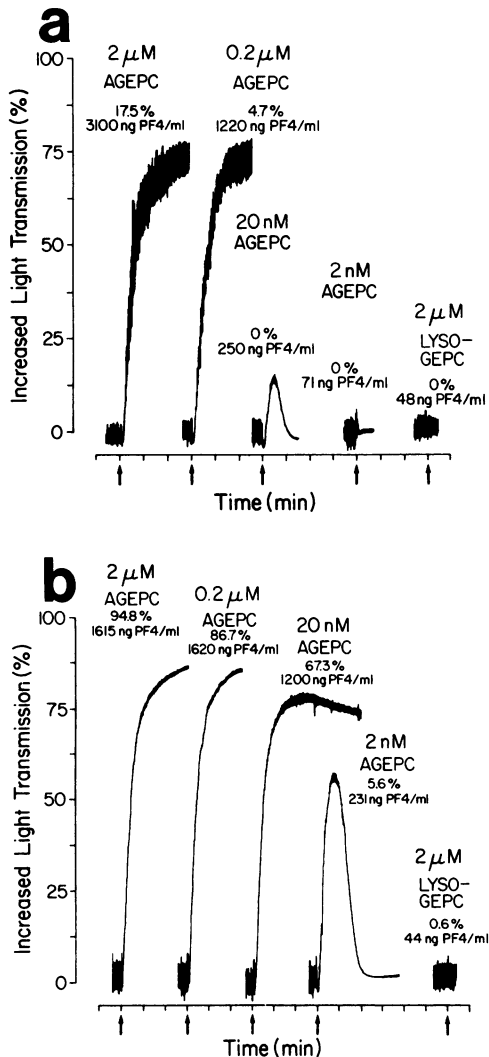 a
2 μM
AGEPC
17.5%
3100 ng PF4/ml
0.2 μM
AGEPC
4.7%
1220 ng PF4/ml
20 nM
AGEPC
0%
250 ng PF4/ml
2 nM
AGEPC
0%
71 ng PF4/ml
2 μM
LYSO-
GEPC
0%
48 ng PF4/ml
Increased Light Transmission (%)
100
75
50
25
0
Time (min)
b
2 μM
AGEPC
94.8%
1615 ng PF4/ml
0.2 μM
AGEPC
86.7%
1620 ng PF4/ml
20 nM
AGEPC
67.3%
1200 ng PF4/ml
2 nM
AGEPC
5.6%
231 ng PF4/ml
2 μM
LYSO-
GEPC
0.6%
44 ng PF4/ml
Increased Light Transmission (%)
100
75
50
25
0
Time (min)